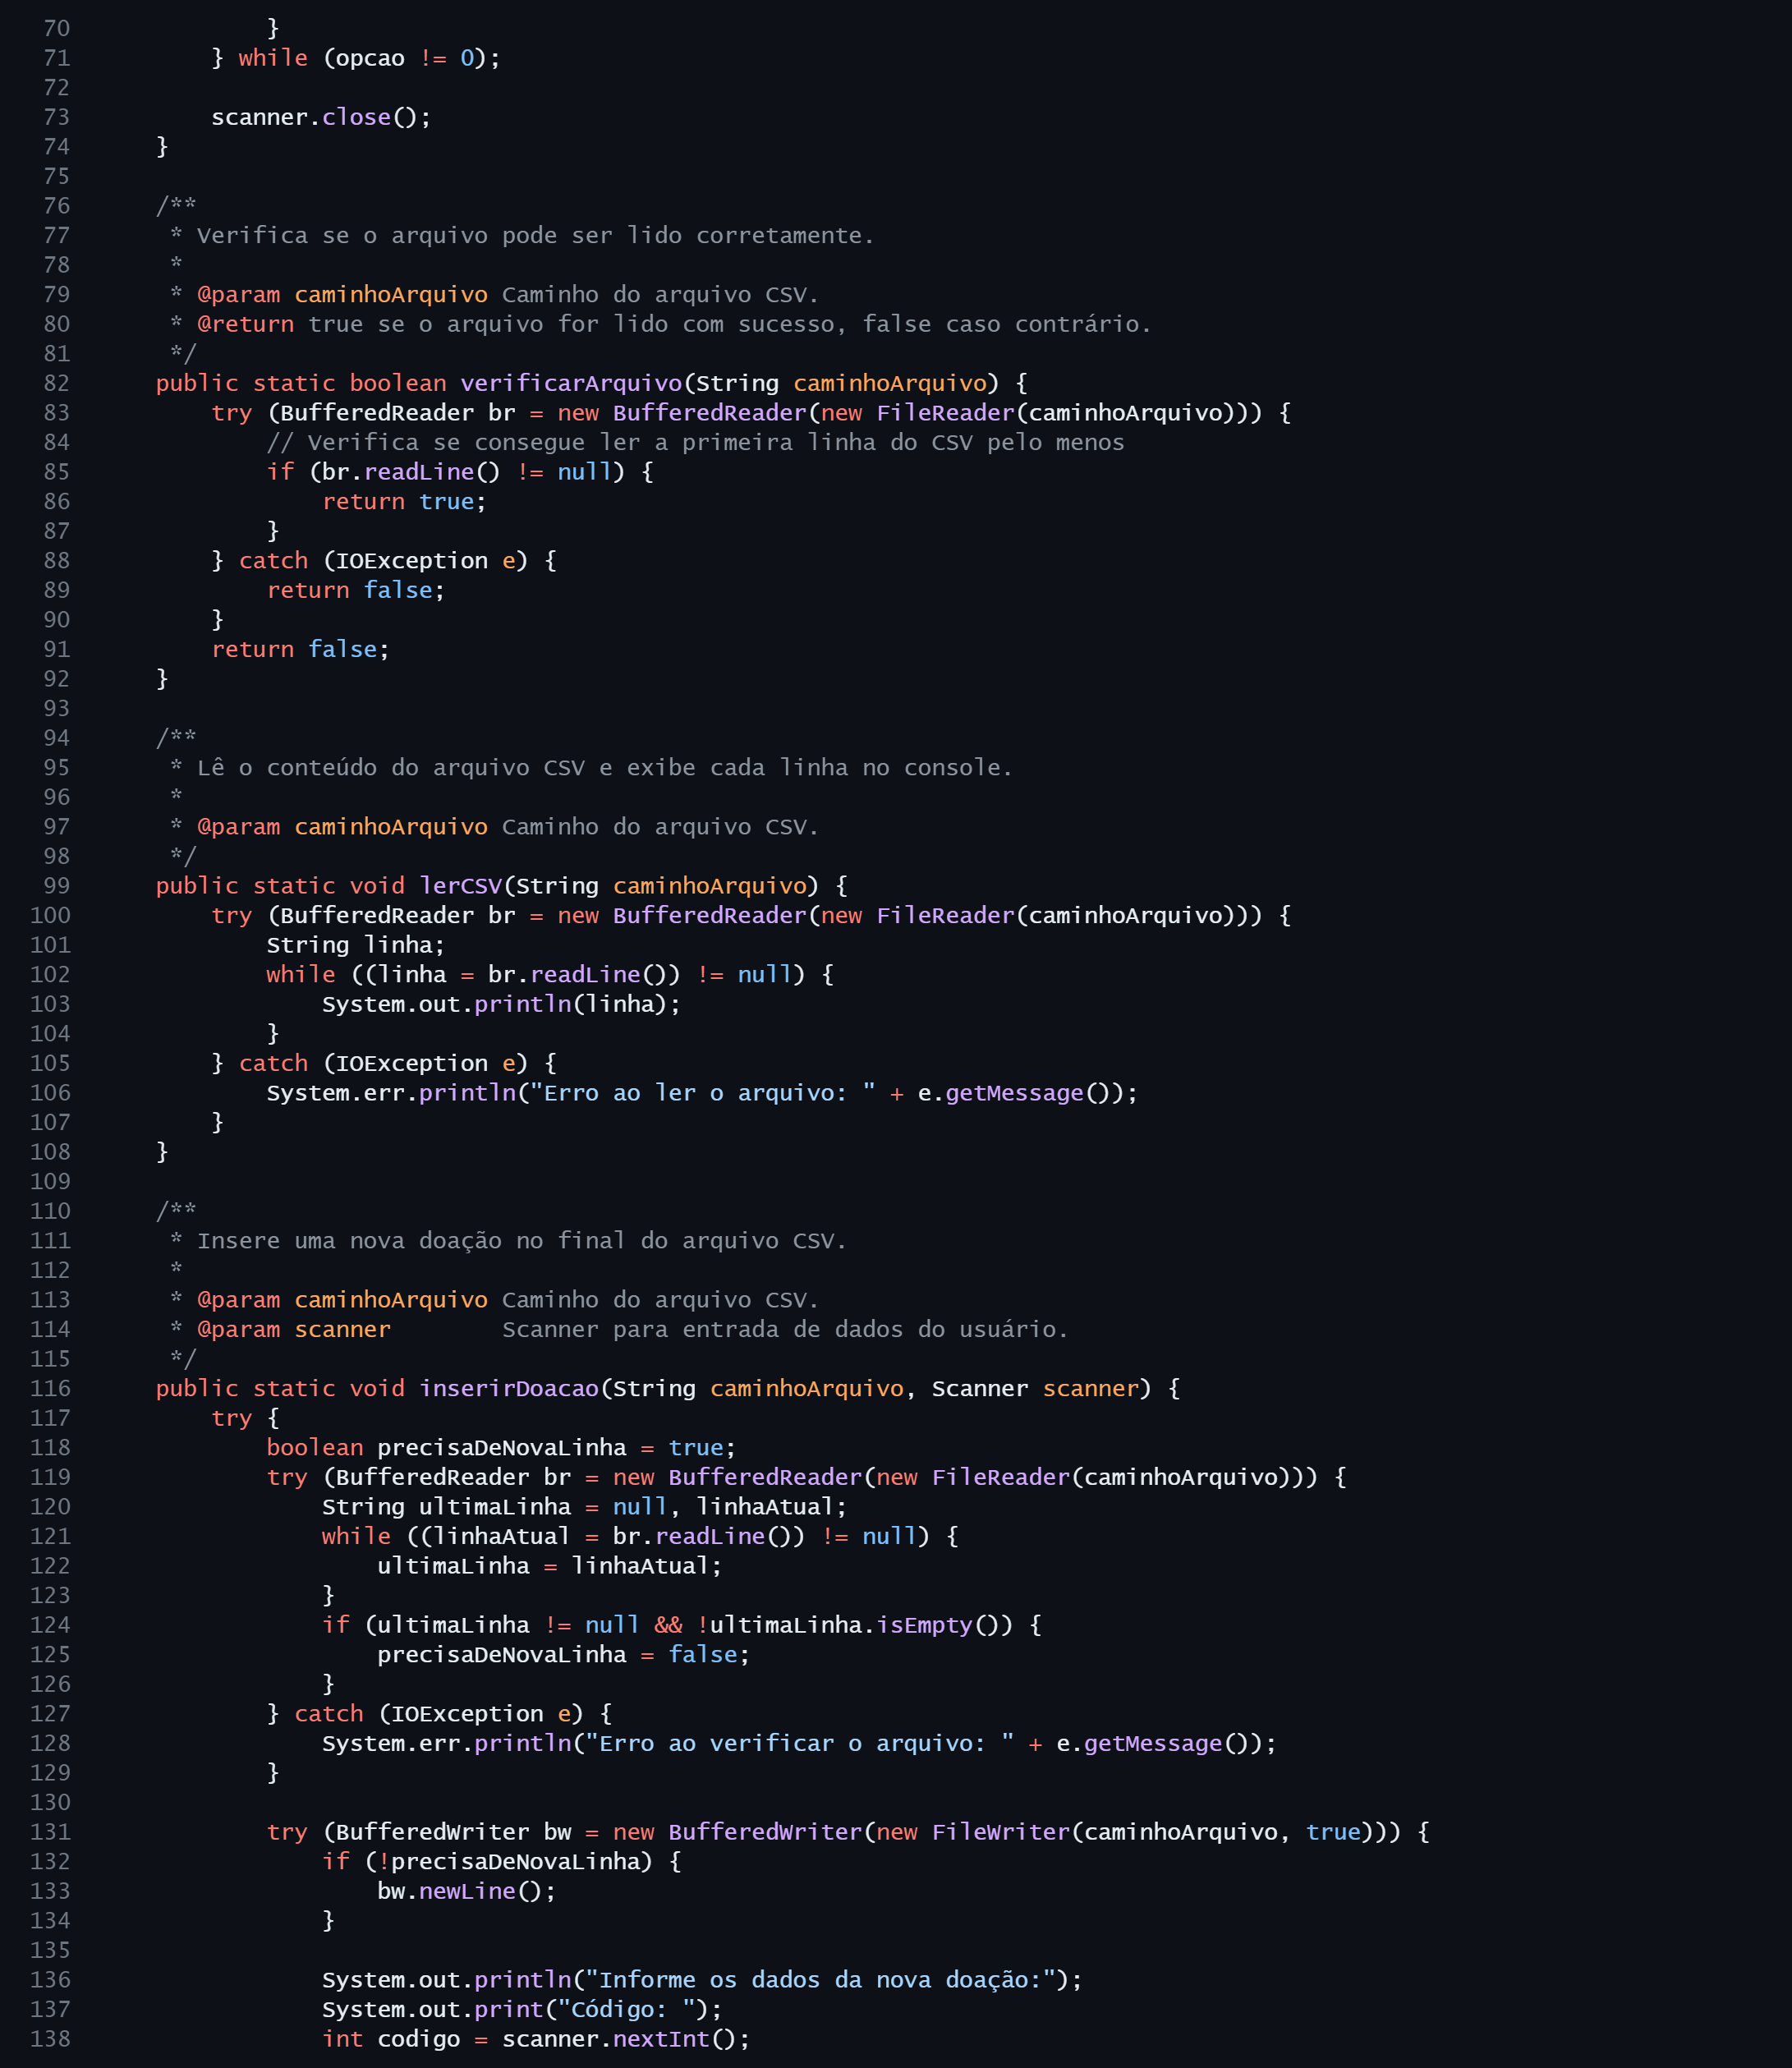 70              }
71          } while (opcao != 0);
72
73          scanner.close();
74      }
75
76      /**
77       * Verifica se o arquivo pode ser lido corretamente.
78       *
79       * @param caminhoArquivo Caminho do arquivo CSV.
80       * @return true se o arquivo for lido com sucesso, false caso contrário.
81       */
82      public static boolean verificarArquivo(String caminhoArquivo) {
83          try (BufferedReader br = new BufferedReader(new FileReader(caminhoArquivo))) {
84              // Verifica se consegue ler a primeira linha do CSV pelo menos
85              if (br.readLine() != null) {
86                  return true;
87              }
88          } catch (IOException e) {
89              return false;
90          }
91          return false;
92      }
93
94      /**
95       * Lê o conteúdo do arquivo CSV e exibe cada linha no console.
96       *
97       * @param caminhoArquivo Caminho do arquivo CSV.
98       */
99      public static void lerCSV(String caminhoArquivo) {
100         try (BufferedReader br = new BufferedReader(new FileReader(caminhoArquivo))) {
101             String linha;
102             while ((linha = br.readLine()) != null) {
103                 System.out.println(linha);
104             }
105         } catch (IOException e) {
106             System.err.println("Erro ao ler o arquivo: " + e.getMessage());
107         }
108     }
109
110     /**
111      * Insere uma nova doação no final do arquivo CSV.
112      *
113      * @param caminhoArquivo Caminho do arquivo CSV.
114      * @param scanner        Scanner para entrada de dados do usuário.
115      */
116     public static void inserirDoacao(String caminhoArquivo, Scanner scanner) {
117         try {
118             boolean precisaDeNovaLinha = true;
119             try (BufferedReader br = new BufferedReader(new FileReader(caminhoArquivo))) {
120                 String ultimaLinha = null, linhaAtual;
121                 while ((linhaAtual = br.readLine()) != null) {
122                     ultimaLinha = linhaAtual;
123                 }
124                 if (ultimaLinha != null && !ultimaLinha.isEmpty()) {
125                     precisaDeNovaLinha = false;
126                 }
127             } catch (IOException e) {
128                 System.err.println("Erro ao verificar o arquivo: " + e.getMessage());
129             }
130
131             try (BufferedWriter bw = new BufferedWriter(new FileWriter(caminhoArquivo, true))) {
132                 if (!precisaDeNovaLinha) {
133                     bw.newLine();
134                 }
135
136                 System.out.println("Informe os dados da nova doação:");
137                 System.out.print("Código: ");
138                 int codigo = scanner.nextInt();